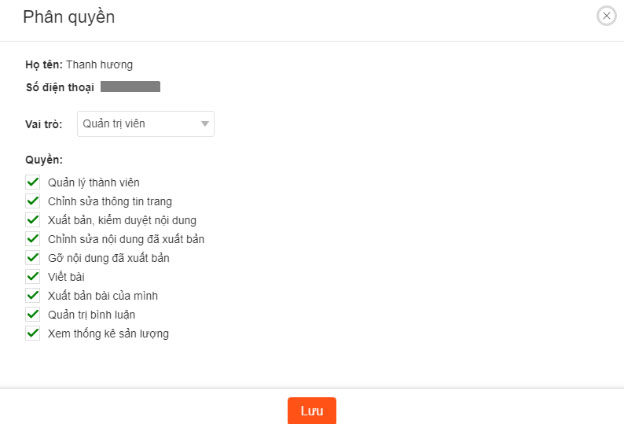 Phân quyền
Họ tên: Thanh hương
Số điện thoại
Vai trò: Quản trị viên
Quyền:
Quản lý thành viên
Chỉnh sửa thông tin trang
Xuất bản, kiểm duyệt nội dung
Chỉnh sửa nội dung đã xuất bản
Gỡ nội dung đã xuất bản
Viết bài
Xuất bản bài của mình
Quản trị bình luận
Xem thống kê sản lượng
Lưu